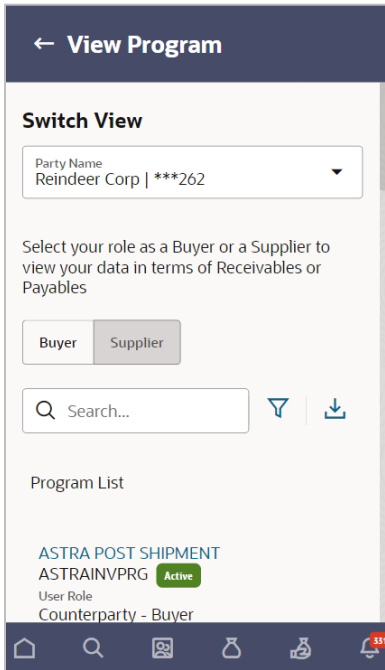 ← View Program
Switch View
Party Name
Reindeer Corp | ***262
Select your role as a Buyer or a Supplier to
view your data in terms of Receivables or
Payables
Buyer Supplier
Search...
Program List
ASTRA POST SHIPMENT
ASTRAINVPRG Active
User Role
Counterparty - Buyer